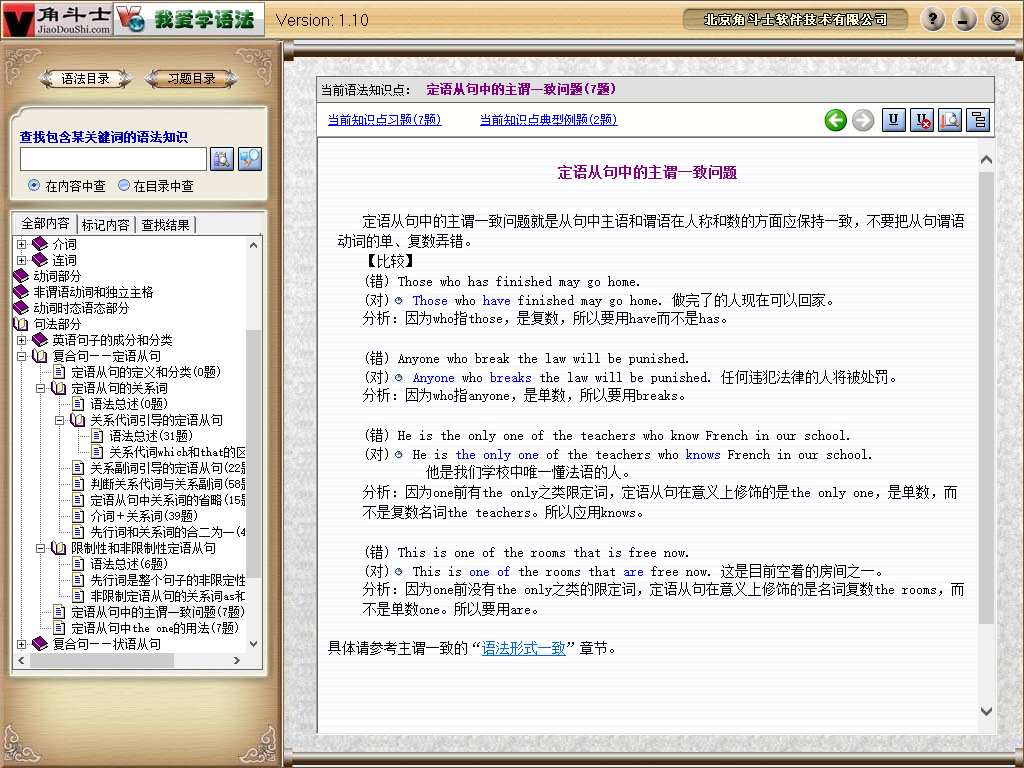 角斗士
JiaoDouShi.com
我爱学语法
Version: 1.10
北京角斗士软件技术有限公司
语法目录
习题目录
查找包含某关键词的语法知识
在内容中查
在目录中查
全部内容
标记内容
查找结果
介词
连词
动词部分
非谓语动词和独立主格
动词时态语态部分
句法部分
英语句子的成分和分类
复合句－－定语从句
定语从句的定义和分类(0题)
定语从句的关系词
语法总述(0题)
关系代词引导的定语从句
语法总述(31题)
关系代词which和that的区
关系副词引导的定语从句(22题
判断关系代词与关系副词(58题
定语从句中关系词的省略(15题
介词＋关系词(39题)
先行词和关系词的合二为一(4
限制性和非限制性定语从句
语法总述(6题)
先行词是整个句子的非限定性
非限制定语从句的关系词as和
定语从句中的主谓一致问题(7题)
定语从句中the one的用法(7题)
复合句－－状语从句
当前语法知识点： 定语从句中的主谓一致问题(7题)
当前知识点习题(7题)
当前知识点典型例题(2题)
定语从句中的主谓一致问题
定语从句中的主谓一致问题就是从句中主语和谓语在人称和数的方面应保持一致，不要把从句谓语
动词的单、复数弄错。
【比较】
(错) Those who has finished may go home.
(对) Those who have finished may go home. 做完了的人现在可以回家。
分析：因为who指those，是复数，所以要用have而不是has。
(错) Anyone who break the law will be punished.
(对) Anyone who breaks the law will be punished. 任何违犯法律的人将被处罚。
分析：因为who指anyone，是单数，所以要用breaks。
(错) He is the only one of the teachers who know French in our school.
(对) He is the only one of the teachers who knows French in our school.
他是我们学校中唯一懂法语的人。
分析：因为one前有the only之类限定词，定语从句在意义上修饰的是the only one，是单数，而
不是复数名词the teachers。所以应用knows。
(错) This is one of the rooms that is free now.
(对) This is one of the rooms that are free now. 这是目前空着的房间之一。
分析：因为one前没有the only之类的限定词，定语从句在意义上修饰的是名词复数the rooms，而
不是单数one。所以要用are。
具体请参考主谓一致的“语法形式一致”章节。